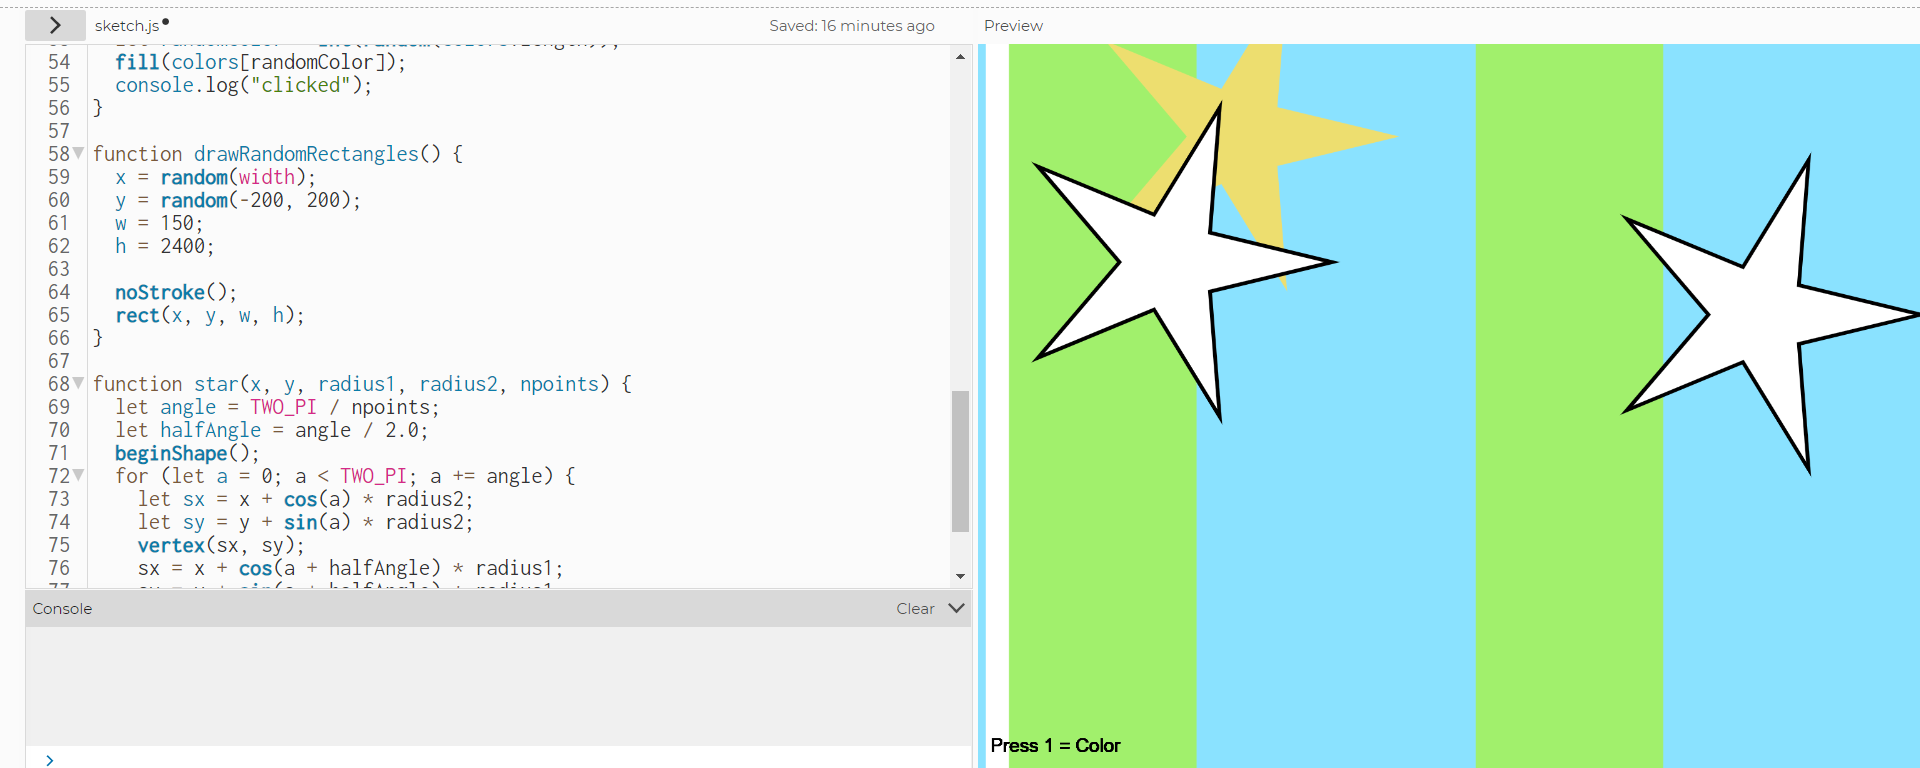 sketch.js
Saved: 16 minutes ago
Preview
54 fill(colors[randomColor]);
55 console.log("clicked");
56 }
57
58 function drawRandomRectangles() {
59 x = random(width);
60 y = random(-200, 200);
61 w = 150;
62 h = 2400;
63
64 noStroke();
65 rect(x, y, w, h);
66 }
67
68 function star(x, y, radius1, radius2, npoints) {
69 let angle = TWO_PI / npoints;
70 let halfAngle = angle / 2.0;
71 beginShape();
72 for (let a = 0; a < TWO_PI; a += angle) {
73 let sx = x + cos(a) * radius2;
74 let sy = y + sin(a) * radius2;
75 vertex(sx, sy);
76 sx = x + cos(a + halfAngle) * radius1;
Console
Clear
Press 1 = Color